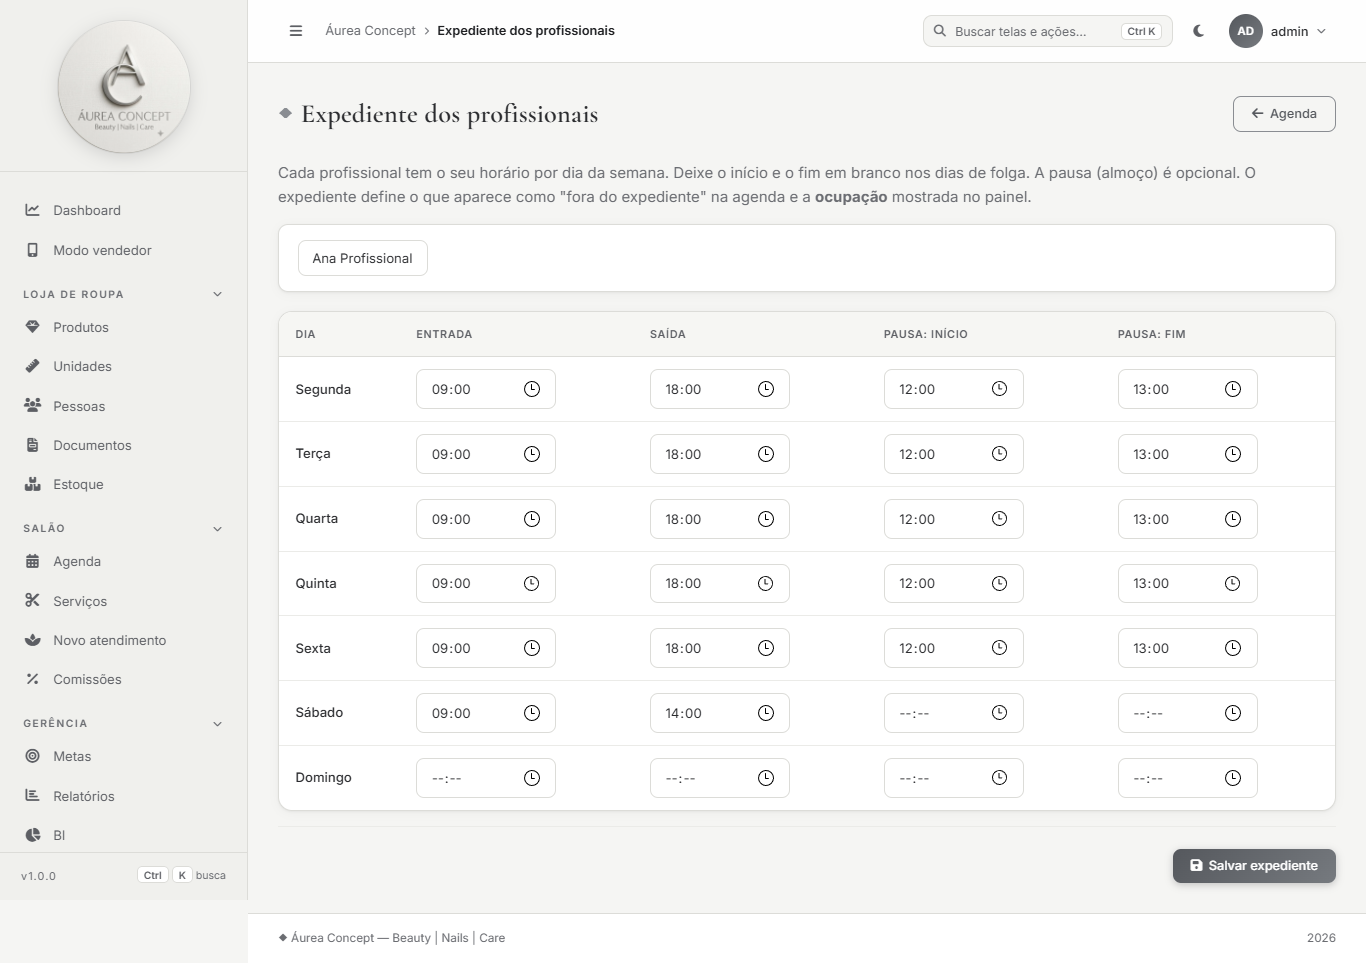 ÁUREA CONCEPT
Beauty | Nails | Care
Dashboard
Modo vendedor
LOJA DE ROUPA
Produtos
Unidades
Pessoas
Documentos
Estoque
SALÃO
Agenda
Serviços
Novo atendimento
Comissões
GERÊNCIA
Metas
Relatórios
BI
v1.0.0 Ctrl K busca
Áurea Concept › Expediente dos profissionais
Buscar telas e ações... Ctrl K
AD admin
Expediente dos profissionais
Agenda
Cada profissional tem o seu horário por dia da semana. Deixe o início e o fim em branco nos dias de folga. A pausa (almoço) é opcional. O
expediente define o que aparece como "fora do expediente" na agenda e a ocupação mostrada no painel.
Ana Profissional
DIA ENTRADA SAÍDA PAUSA: INÍCIO PAUSA: FIM
Segunda 09:00 18:00 12:00 13:00
Terça 09:00 18:00 12:00 13:00
Quarta 09:00 18:00 12:00 13:00
Quinta 09:00 18:00 12:00 13:00
Sexta 09:00 18:00 12:00 13:00
Sábado 09:00 14:00 --:-- --:--
Domingo --:-- --:-- --:-- --:--
Salvar expediente
Áurea Concept — Beauty | Nails | Care
2026